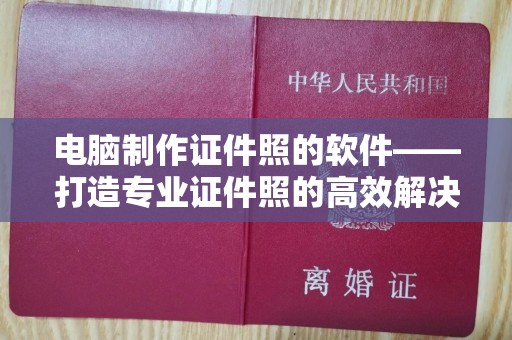 中华人民共和国
电脑制作证件照的软件——
打造专业证件照的高效解决
离婚证